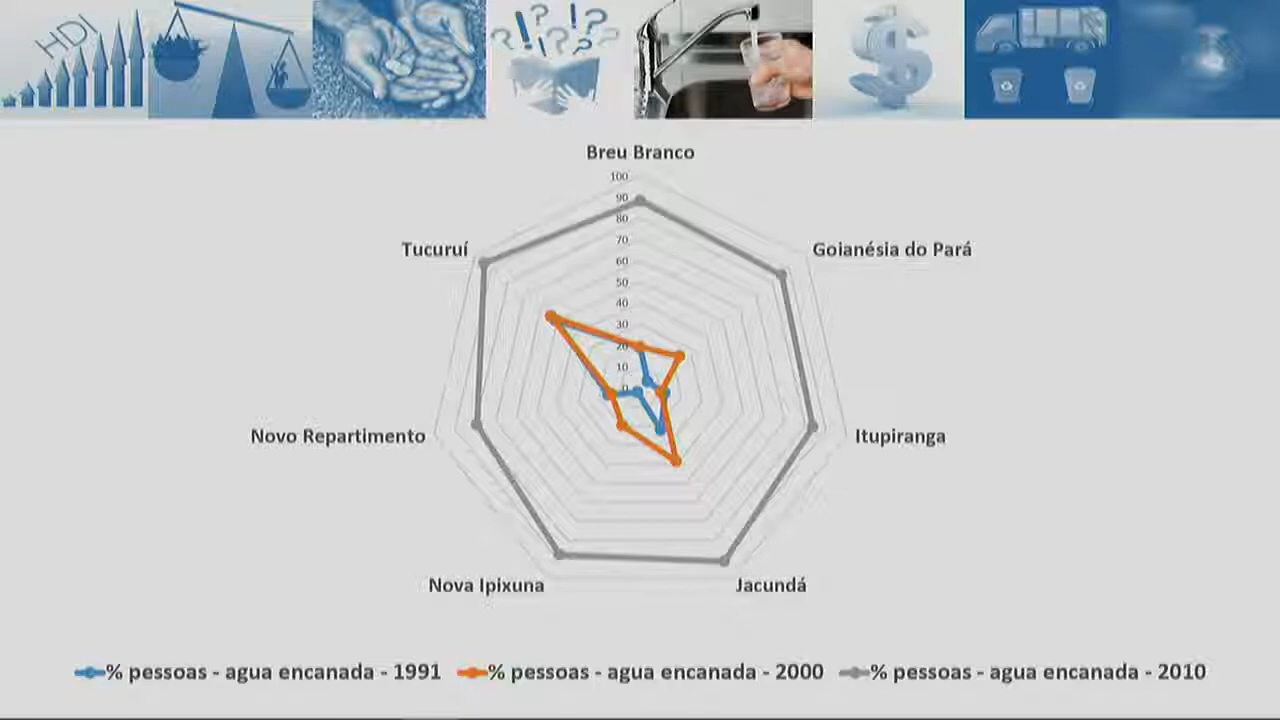 HDI
!?!?
?!???
Breu Branco
100
90
80
70
60
50
40
30
20
10
0
Tucuruí
Goianésia do Pará
Novo Repartimento
Itupiranga
Nova Ipixuna
Jacundá
% pessoas - agua encanada - 1991 % pessoas - agua encanada - 2000 % pessoas - agua encanada - 2010